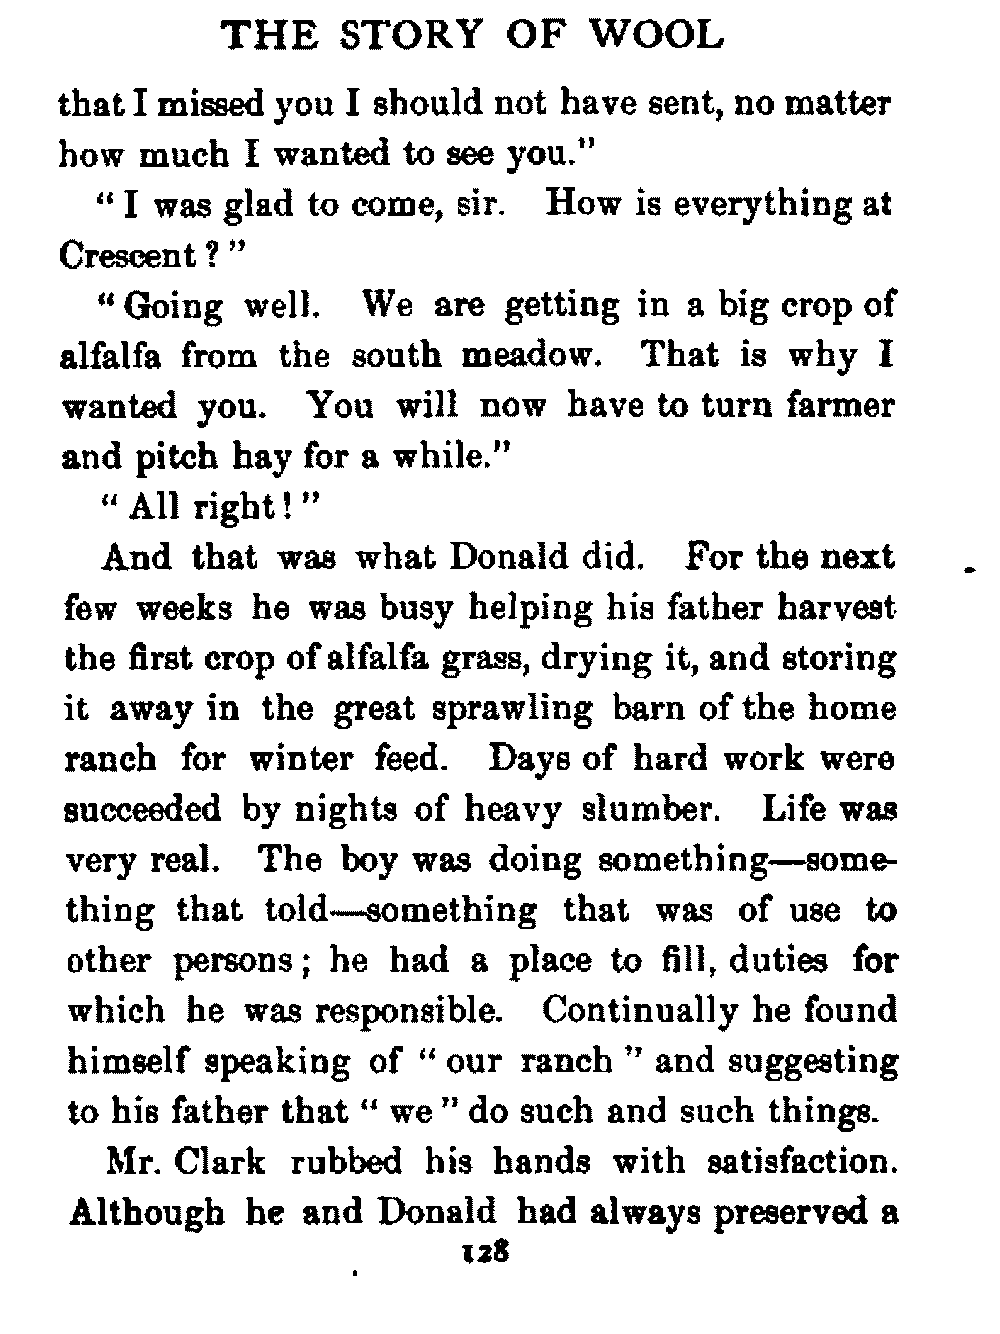 THE STORY OF WOOL
that I missed you I should not have sent, no matter
how much I wanted to see you."
"I was glad to come, sir. How is everything at
Crescent?"
"Going well. We are getting in a big crop of
alfalfa from the south meadow. That is why I
wanted you. You will now have to turn farmer
and pitch hay for a while."
"All right!"
And that was what Donald did. For the next
few weeks he was busy helping his father harvest
the first crop of alfalfa grass, drying it, and storing
it away in the great sprawling barn of the home
ranch for winter feed. Days of hard work were
succeeded by nights of heavy slumber. Life was
very real. The boy was doing something—some-
thing that told—something that was of use to
other persons; he had a place to fill, duties for
which he was responsible. Continually he found
himself speaking of "our ranch" and suggesting
to his father that "we" do such and such things.
Mr. Clark rubbed his hands with satisfaction.
Although he and Donald had always preserved a
128